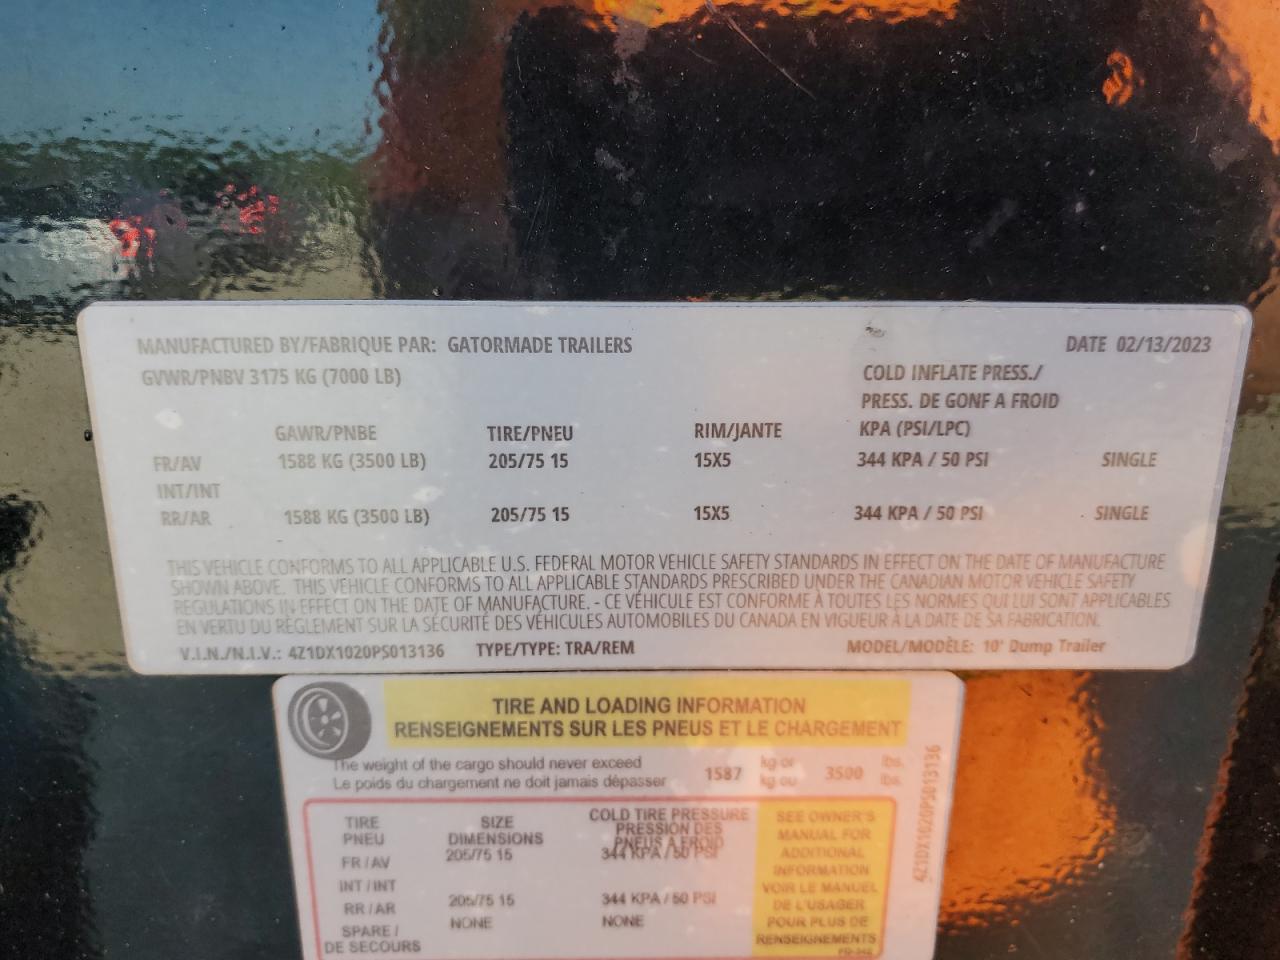 MANUFACTURED BY/FABRIQUE PAR: GATORMADE TRAILERS DATE 02/13/2023
GVWR/PNBV 3175 KG (7000 LB)
COLD INFLATE PRESS./
PRESS. DE GONF A FROID
GAWR/PNBE TIRE/PNEU RIM/JANTE KPA (PSI/LPC)
FR/AV 1588 KG (3500 LB) 205/75 15 15X5 344 KPA / 50 PSI SINGLE
INT/INT
RR/AR 1588 KG (3500 LB) 205/75 15 15X5 344 KPA / 50 PSI SINGLE
THIS VEHICLE CONFORMS TO ALL APPLICABLE U.S. FEDERAL MOTOR VEHICLE SAFETY STANDARDS IN EFFECT ON THE DATE OF MANUFACTURE
SHOWN ABOVE. THIS VEHICLE CONFORMS TO ALL APPLICABLE STANDARDS PRESCRIBED UNDER THE CANADIAN MOTOR VEHICLE SAFETY
REGULATIONS IN EFFECT ON THE DATE OF MANUFACTURE. - CE VÉHICULE EST CONFORME À TOUTES LES NORMES QUI LUI SONT APPLICABLES
EN VERTU DU RÈGLEMENT SUR LA SÉCURITÉ DES VÉHICULES AUTOMOBILES DU CANADA EN VIGUEUR À LA DATE DE SA FABRICATION.
V.I.N./N.I.V.: 4Z1DX1020PS013136 TYPE/TYPE: TRA/REM MODEL/MODÈLE: 10' Dump Trailer
TIRE AND LOADING INFORMATION
RENSEIGNEMENTS SUR LES PNEUS ET LE CHARGEMENT
The weight of the cargo should never exceed 1587 kg or 3500 lbs.
Le poids du chargement ne doit jamais dépasser kg ou lbs.
TIRE SIZE COLD TIRE PRESSURE
PNEU DIMENSIONS PRESSION DES
PNEUS A FROID
FR / AV 205/75 15 344 KPA / 50 PSI
INT / INT
RR / AR 205/75 15 344 KPA / 50 PSI
SPARE / NONE NONE
DE SECOURS
SEE OWNER'S
MANUAL FOR
ADDITIONAL
INFORMATION
VOIR LE MANUEL
DE L'USAGER
POUR PLUS DE
RENSEIGNEMENTS
4Z1DX1020PS013136